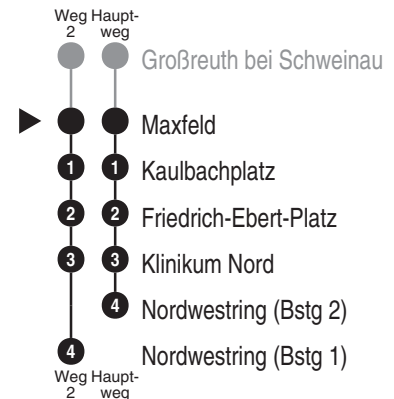 Weg Haupt-
2 weg
Großreuth bei Schweinau
Maxfeld
1 1 Kaulbachplatz
2 2 Friedrich-Ebert-Platz
3 3 Klinikum Nord
4 Nordwestring (Bstg 2)
4 Nordwestring (Bstg 1)
Weg Haupt-
2 weg